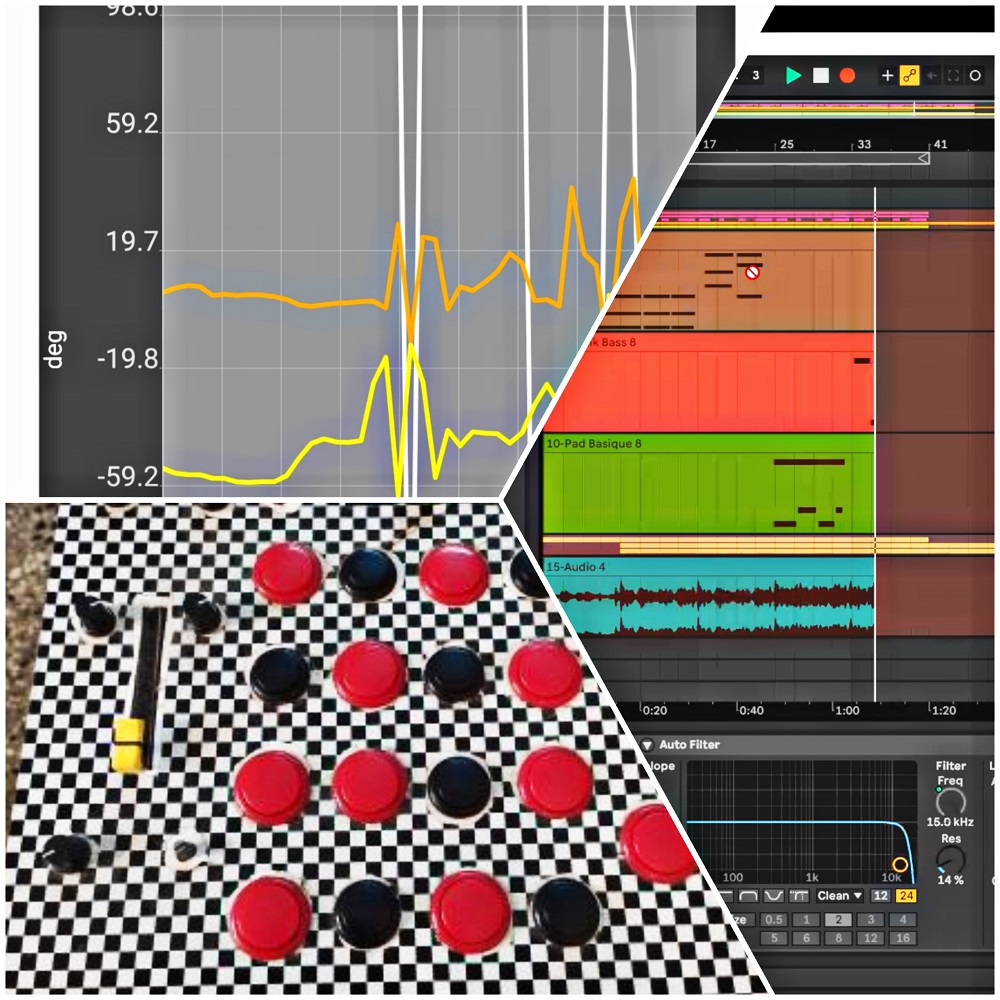 98.6
59.2
19.7
-19.8
-59.2
deg
3
17 25 33 41
k Bass 8
10-Pad Basique 8
15-Audio 4
0:20 0:40 1:00 1:20
Auto Filter
lope
Filter
Freq
15.0 kHz
Res
14 %
100 1k 10k
Clean 12 24
ze 0.5 1 2 3 4
5 6 8 12 16